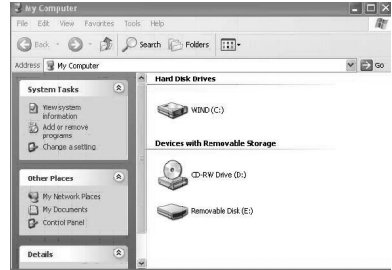 My Computer
File Edit View Favorites Tools Help
Back Search Folders
Address My Computer Go
System Tasks
View system
information
Add or remove
programs
Change a setting
Other Places
My Network Places
My Documents
Control Panel
Details
Hard Disk Drives
WIND (C:)
Devices with Removable Storage
CD-RW Drive (D:)
Removable Disk (E:)